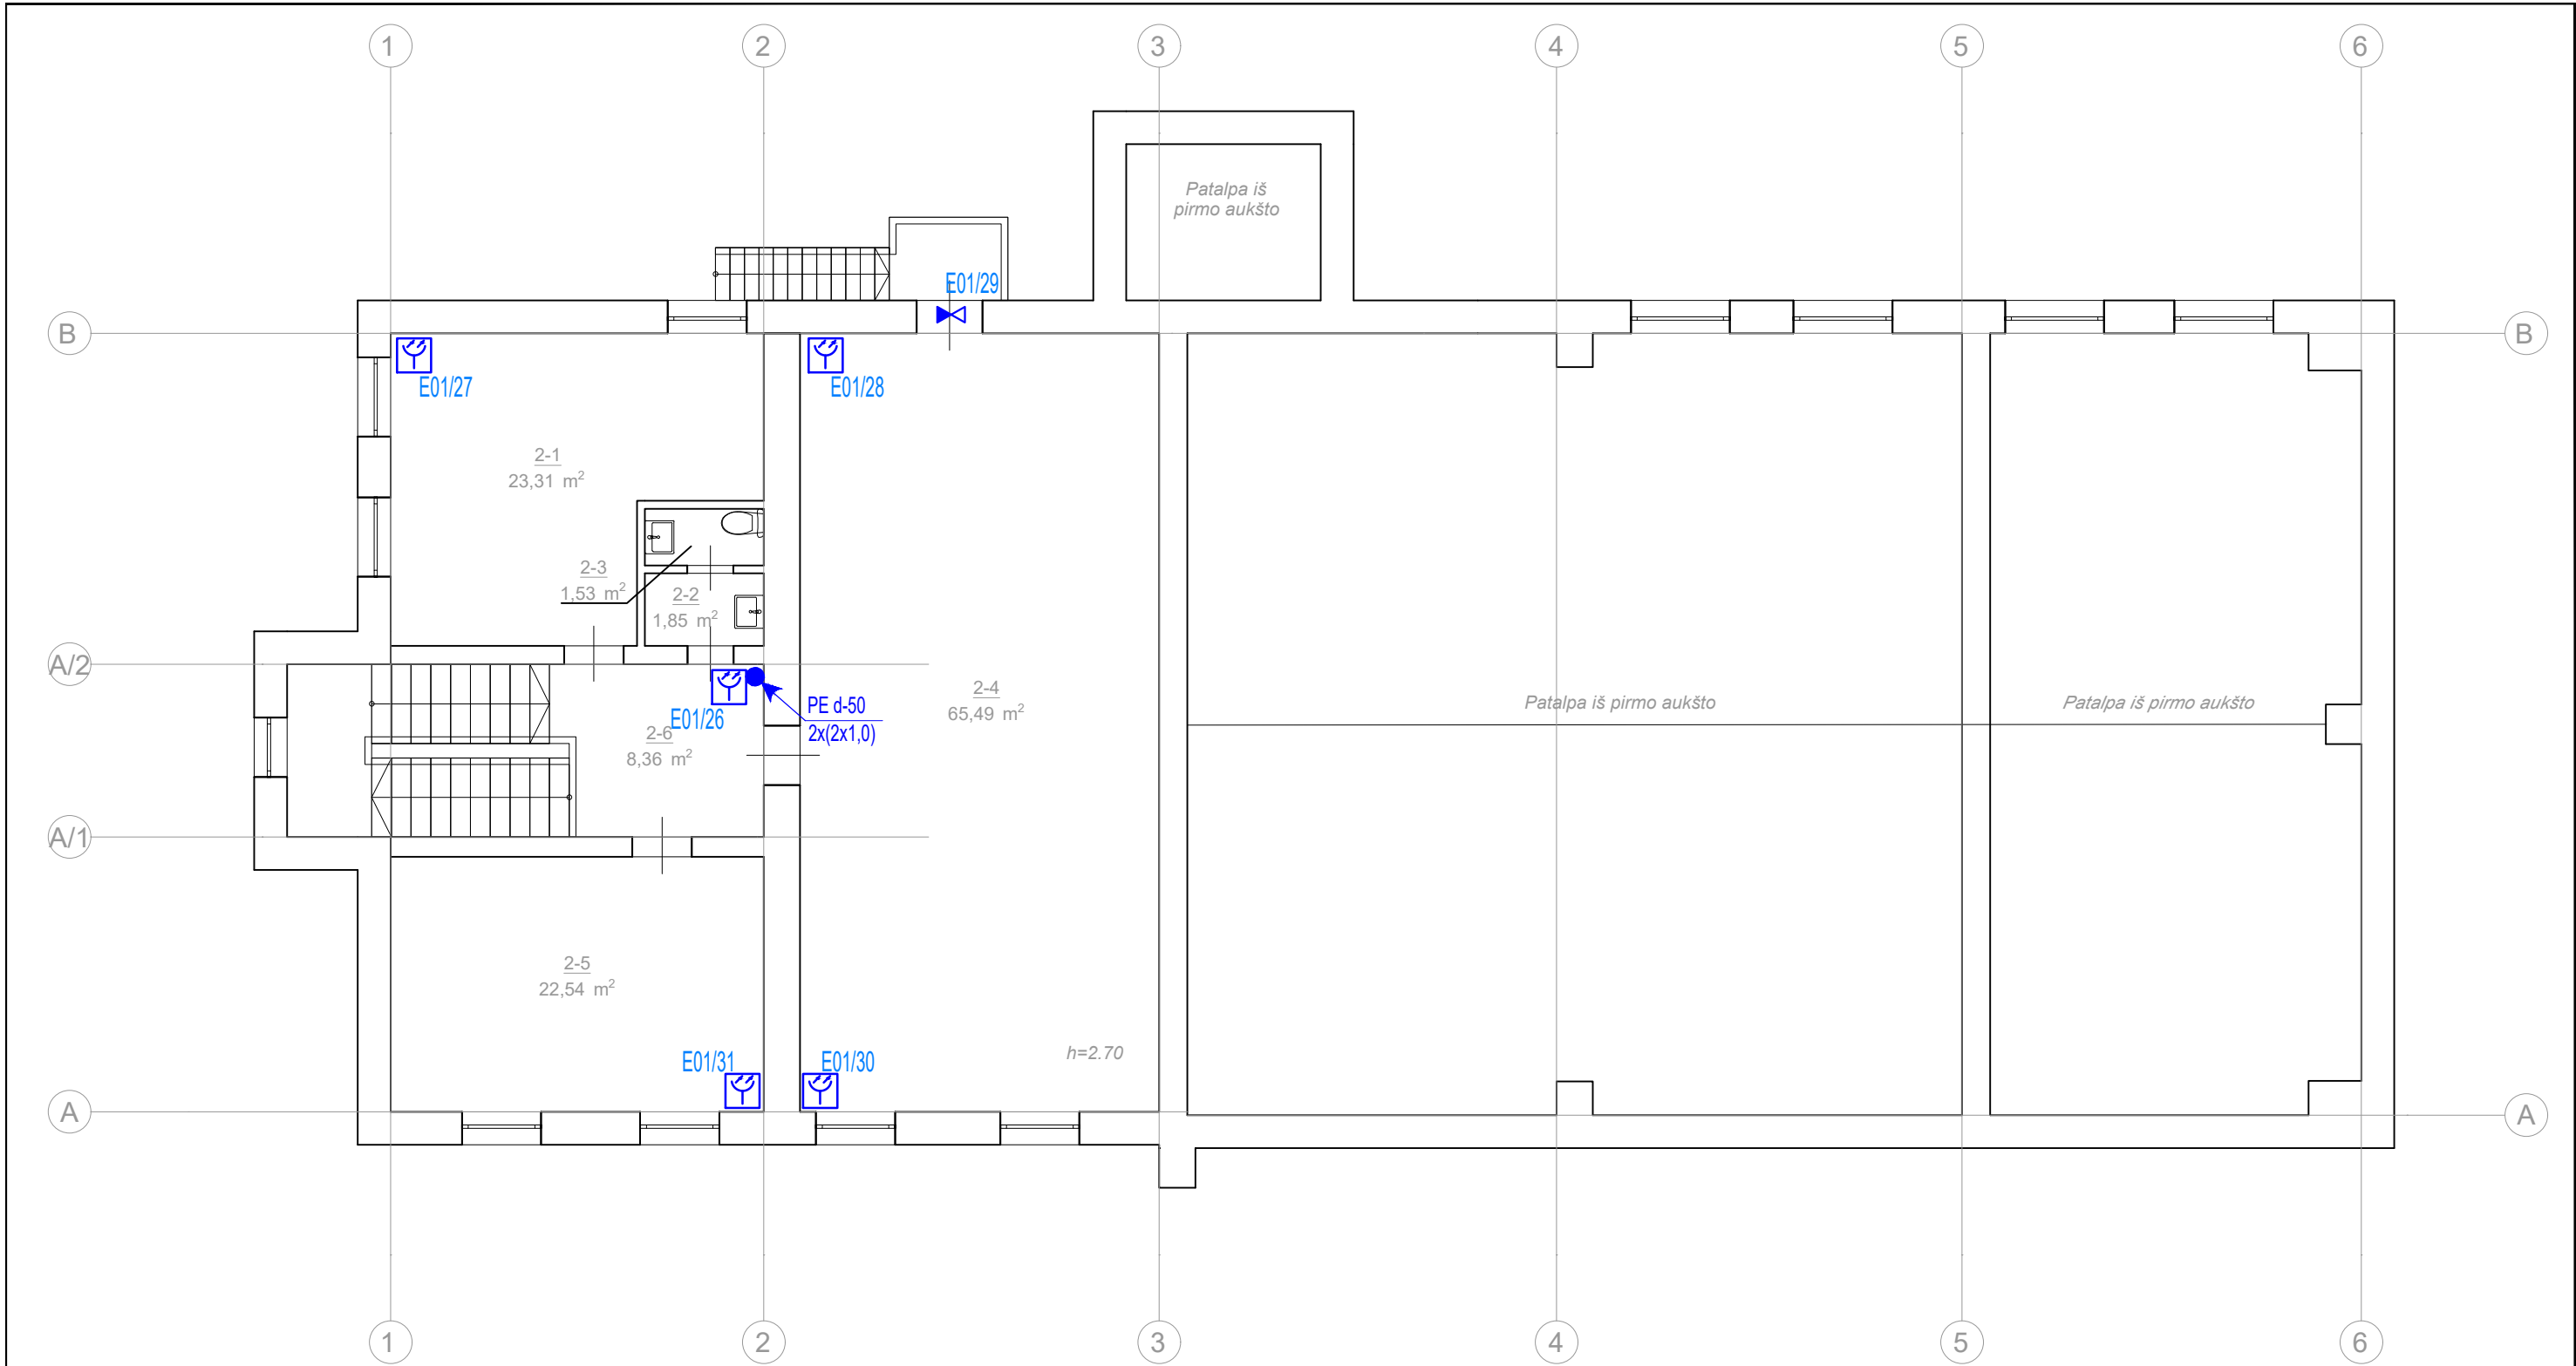 1
2
3
4
5
6
Patalpa iš
pirmo aukšto
E01/29
B
B
E01/27
E01/28
2-1
23,31 m²
2-3
1,53 m²
2-2
1,85 m²
A/2
E01/26
PE d-50
2x(2x1,0)
2-6
8,36 m²
2-4
65,49 m²
Patalpa iš pirmo aukšto
Patalpa iš pirmo aukšto
A/1
2-5
22,54 m²
h=2.70
E01/31
E01/30
A
A
1
2
3
4
5
6